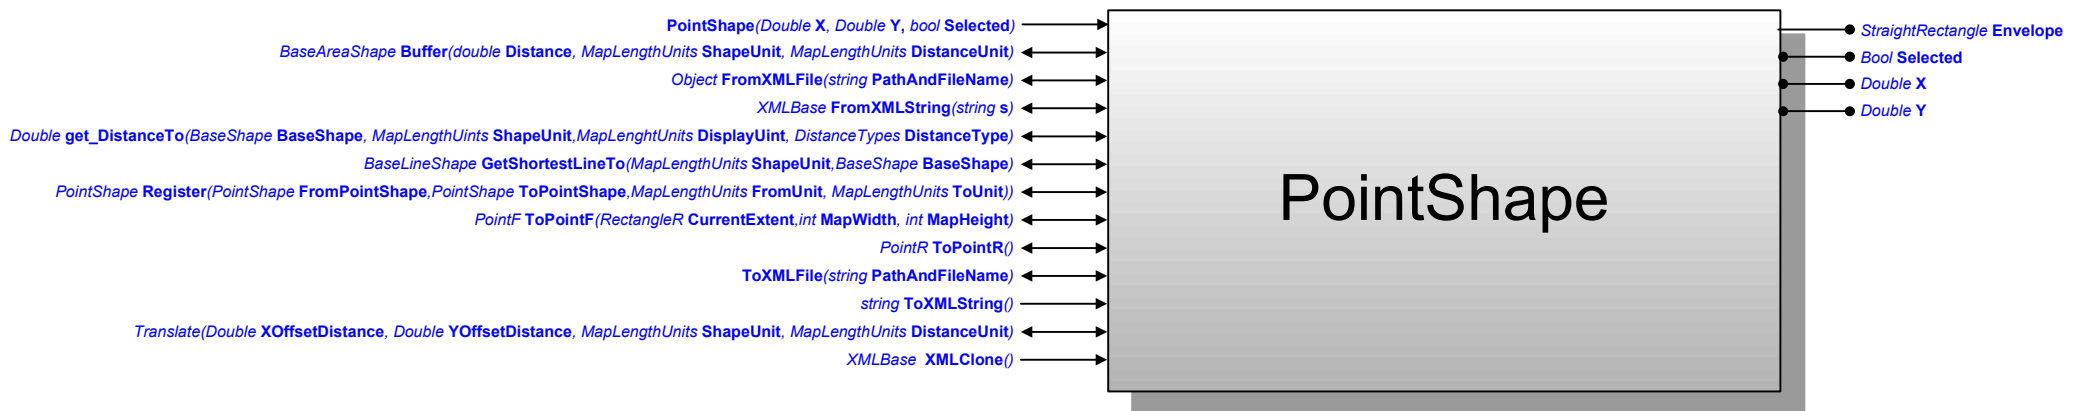 PointShape(Double X, Double Y, bool Selected)
BaseAreaShape Buffer(double Distance, MapLengthUnits ShapeUnit, MapLengthUnits DistanceUnit)
Object FromXMLFile(string PathAndFileName)
XMLBase FromXMLString(string s)
Double get_DistanceTo(BaseShape BaseShape, MapLengthUints ShapeUnit,MapLenghtUnits DisplayUint, DistanceTypes DistanceType)
BaseLineShape GetShortestLineTo(MapLengthUnits ShapeUnit,BaseShape BaseShape)
PointShape Register(PointShape FromPointShape,PointShape ToPointShape,MapLengthUnits FromUnit, MapLengthUnits ToUnit))
PointF ToPointF(RectangleR CurrentExtent,int MapWidth, int MapHeight)
PointR ToPointR()
ToXMLFile(string PathAndFileName)
string ToXMLString()
Translate(Double XOffsetDistance, Double YOffsetDistance, MapLengthUnits ShapeUnit, MapLengthUnits DistanceUnit)
XMLBase XMLClone()
PointShape
StraightRectangle Envelope
Bool Selected
Double X
Double Y